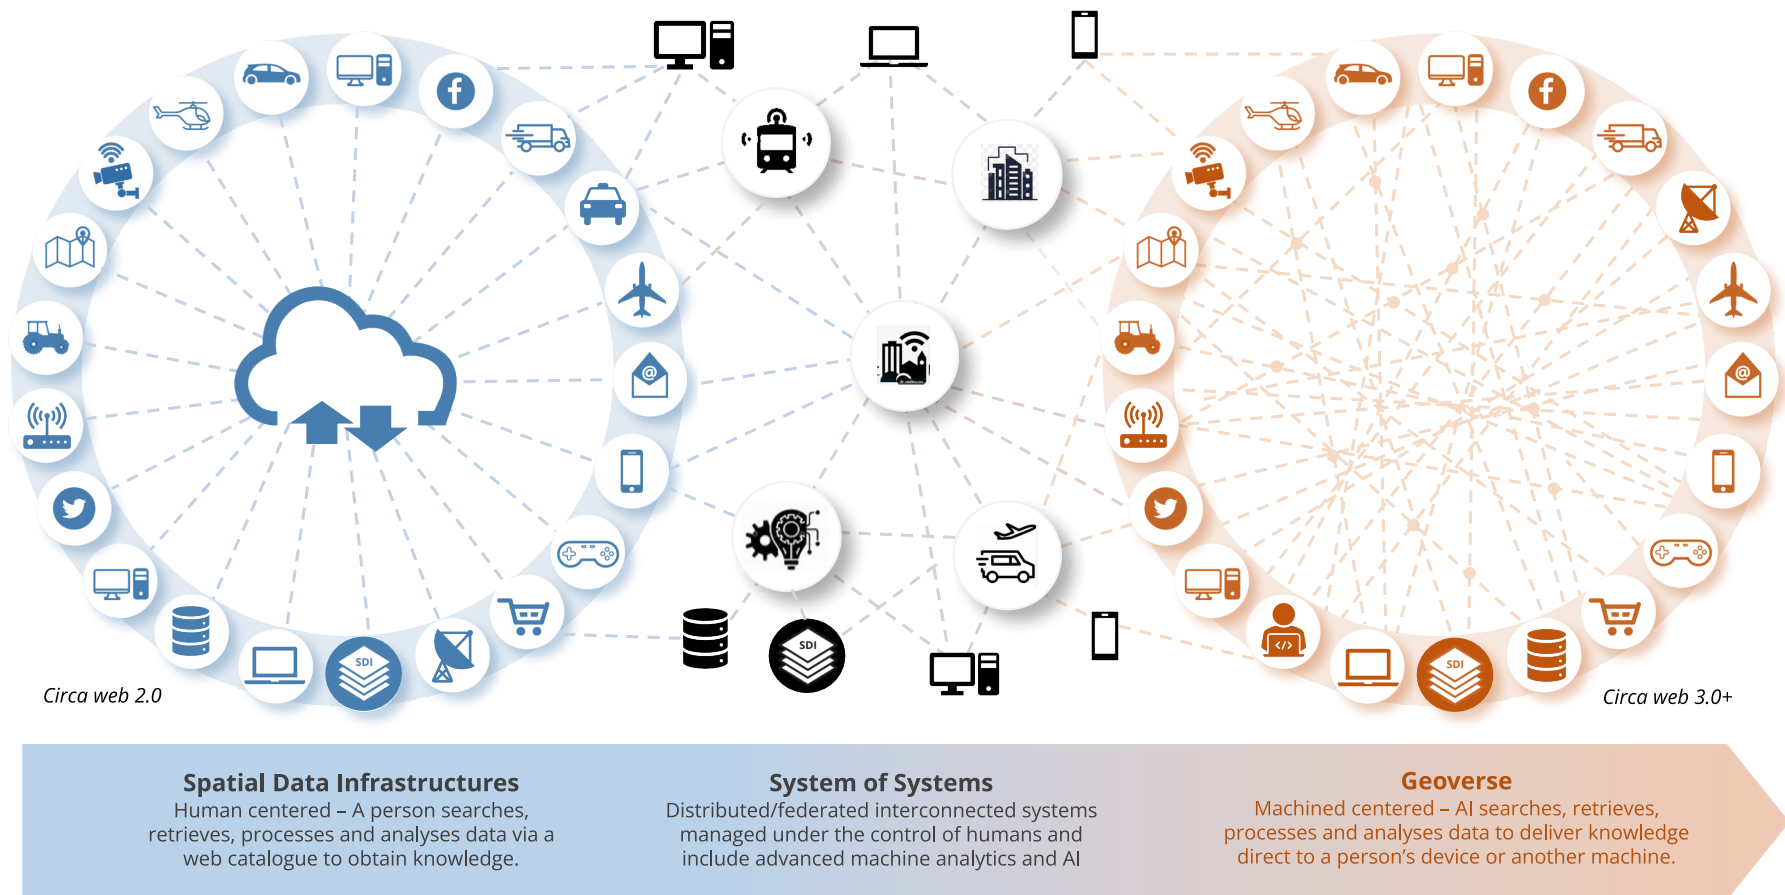 SDI
SDI
SDI
Circa web 2.0
Circa web 3.0+
Spatial Data Infrastructures
Human centered – A person searches,
retrieves, processes and analyses data via a
web catalogue to obtain knowledge.
System of Systems
Distributed/federated interconnected systems
managed under the control of humans and
include advanced machine analytics and AI
Geoverse
Machined centered – AI searches, retrieves,
processes and analyses data to deliver knowledge
direct to a person's device or another machine.